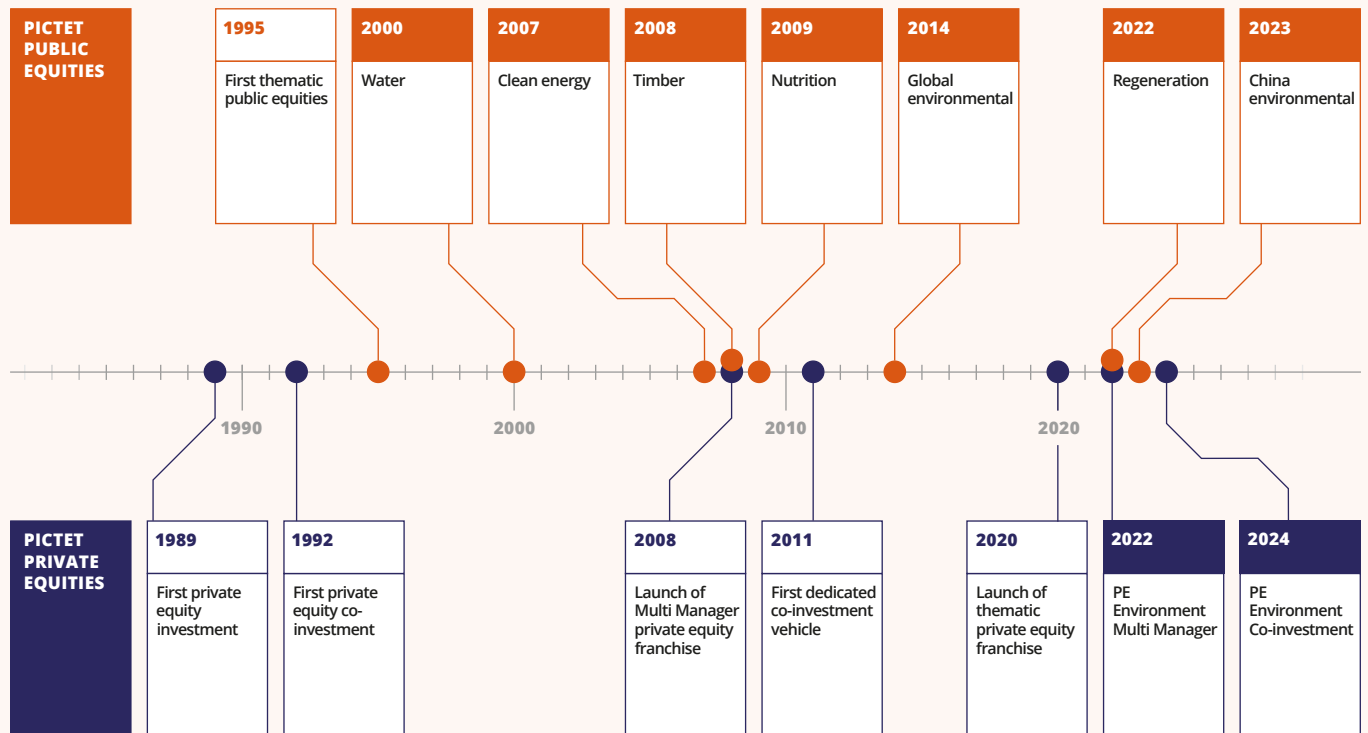 PICTET
PUBLIC
EQUITIES
1995
First thematic
public equities
2000
Water
2007
Clean energy
2008
Timber
2009
Nutrition
2014
Global
environmental
2022
Regeneration
2023
China
environmental
1990
2000
2010
2020
PICTET
PRIVATE
EQUITIES
1989
First private
equity
investment
1992
First private
equity co-
investment
2008
Launch of
Multi Manager
private equity
franchise
2011
First dedicated
co-investment
vehicle
2020
Launch of
thematic
private equity
franchise
2022
PE
Environment
Multi Manager
2024
PE
Environment
Co-investment